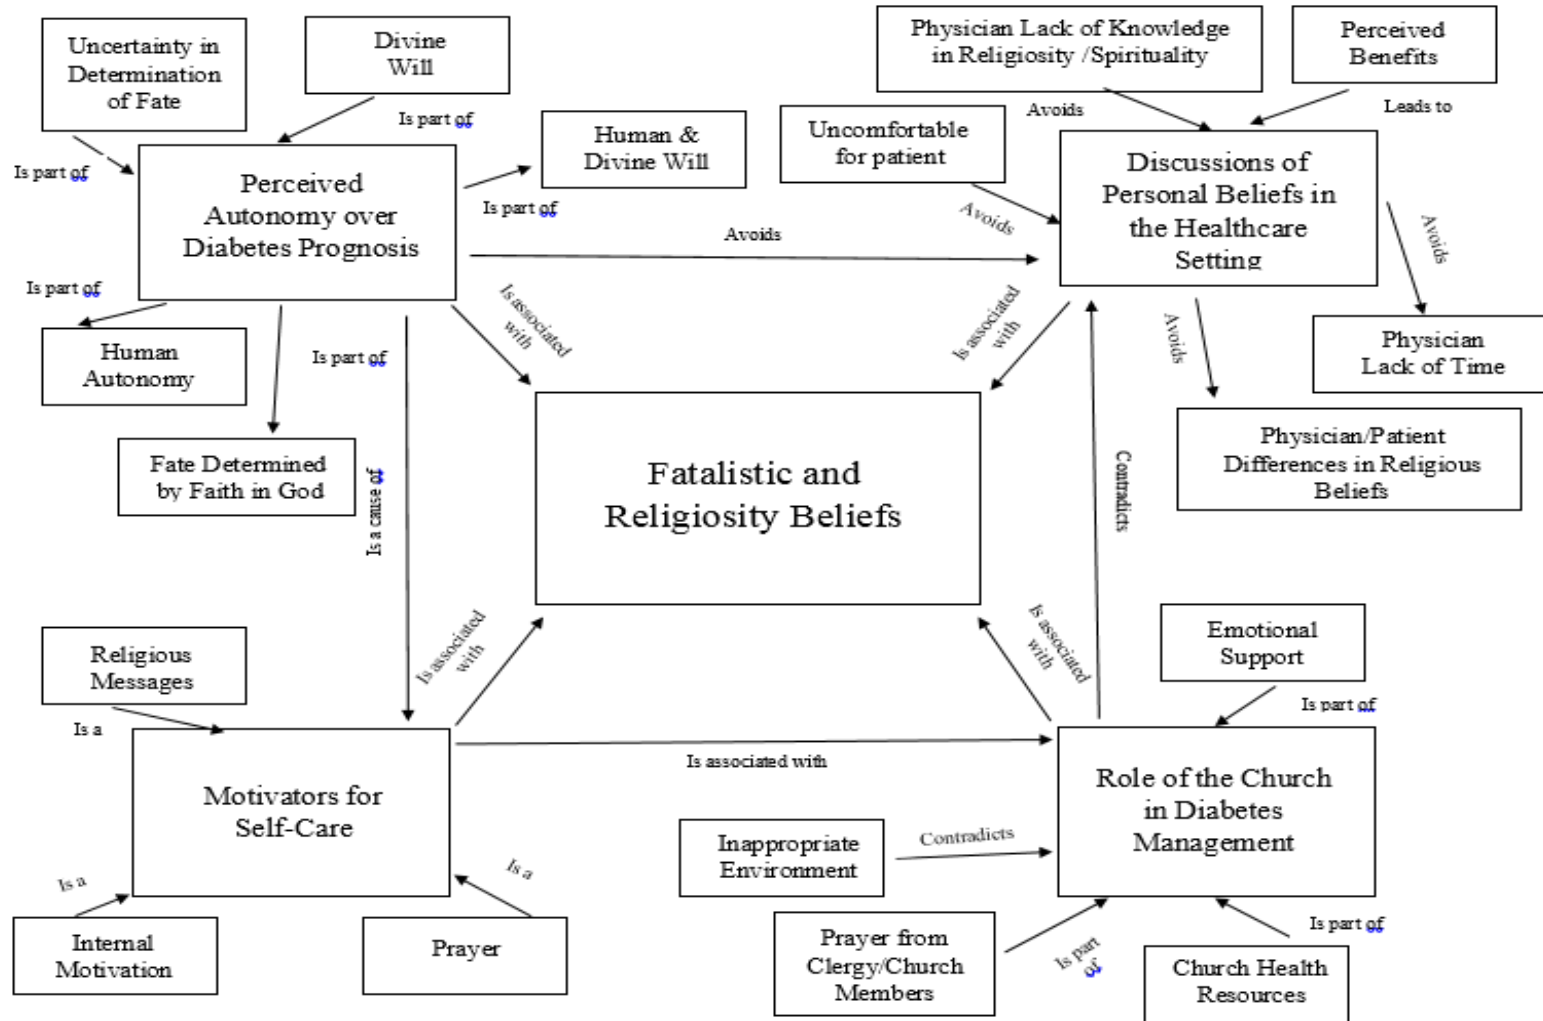 Uncertainty in
Determination
of Fate
Divine
Will
Physician Lack of Knowledge
in Religiosity /Spirituality
Perceived
Benefits
Is part of
Is part of
Human &
Divine Will
Is part of
Avoids
Leads to
Uncomfortable
for patient
Avoids
Perceived
Autonomy over
Diabetes Prognosis
Discussions of
Personal Beliefs in
the Healthcare
Setting
Avoids
Avoids
Avoids
Is part of
Human
Autonomy
Is part of
Fate Determined
by Faith in God
Is a cause of
Is associated
with
Is associated
with
Physician
Lack of Time
Physician/Patient
Differences in Religious
Beliefs
Fatalistic and
Religiosity Beliefs
Contradicts
Is associated
with
Is associated
with
Religious
Messages
Is a
Emotional
Support
Is part of
Motivators for
Self-Care
Is associated with
Role of the Church
in Diabetes
Management
Inappropriate
Environment
Contradicts
Is a
Internal
Motivation
Is a
Prayer
Prayer from
Clergy/Church
Members
Is part
of
Is part of
Church Health
Resources